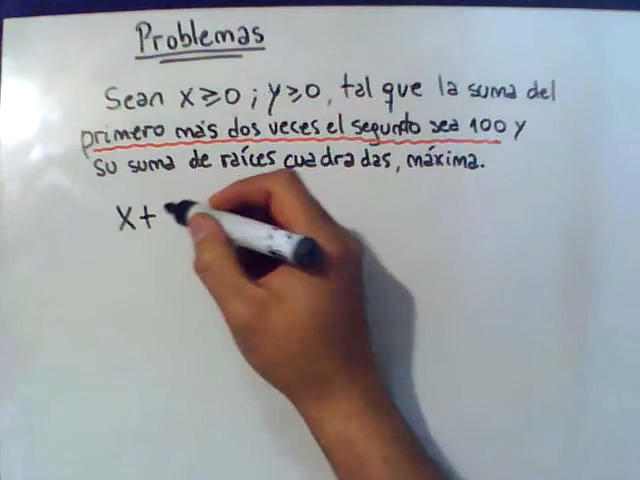 Problemas
Sean x ≥ 0 ; y ≥ 0, tal que la suma del
primero más dos veces el segundo sea 100 y
su suma de raíces cuadradas, máxima.
x +